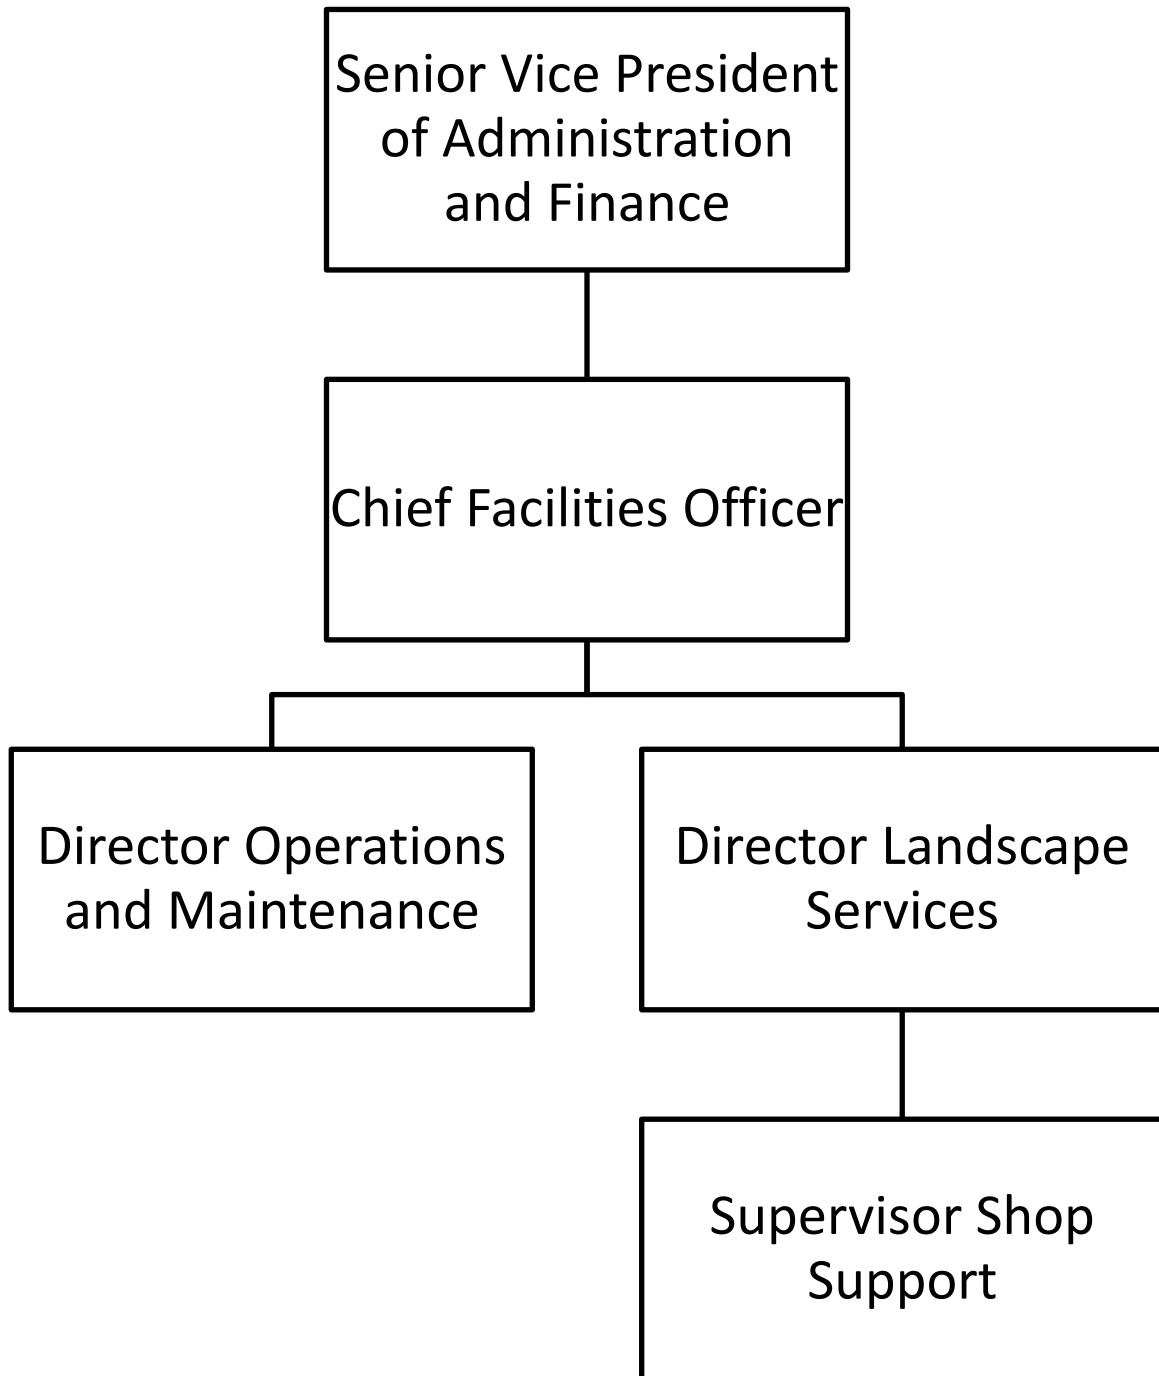 Senior Vice President
of Administration
and Finance
Chief Facilities Officer
Director Operations
and Maintenance
Director Landscape
Services
Supervisor Shop
Support